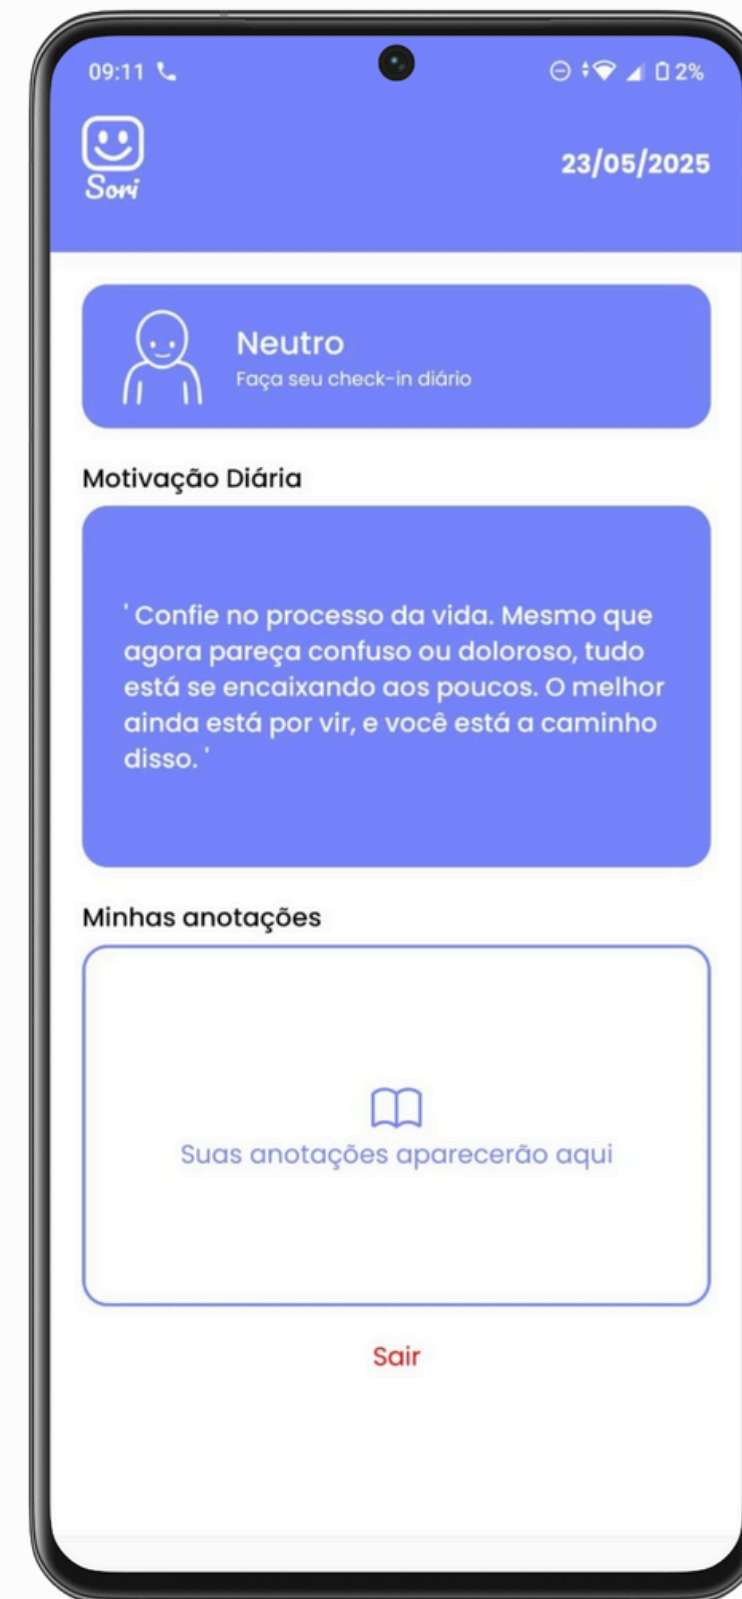 09:11
2%
Sori
23/05/2025
Neutro
Faça seu check-in diário
Motivação Diária
' Confie no processo da vida. Mesmo que
agora pareça confuso ou doloroso, tudo
está se encaixando aos poucos. O melhor
ainda está por vir, e você está a caminho
disso. '
Minhas anotações
Suas anotações aparecerão aqui
Sair